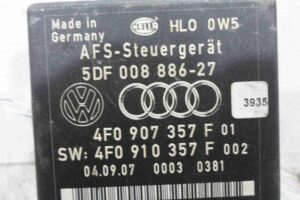 Made in
Germany
HELLA
HLO 0W5
AFS-Steuergerät
5DF 008 886-27
3935
4F0 907 357 F 01
SW: 4F0 910 357 F 002
04.09.07 0003 0381